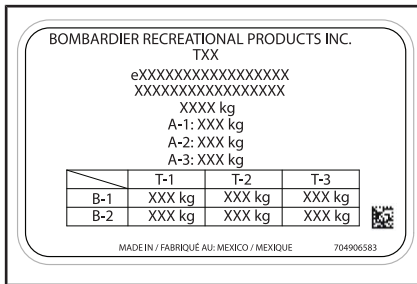 BOMBARDIER RECREATIONAL PRODUCTS INC.
TXX
eXXXXXXXXXXXXXXXXX
XXXXXXXXXXXXXXXXX
XXXX kg
A-1: XXX kg
A-2: XXX kg
A-3: XXX kg
T-1 T-2 T-3
B-1 XXX kg XXX kg XXX kg
B-2 XXX kg XXX kg XXX kg
MADE IN / FABRIQUÉ AU: MEXICO / MEXIQUE 704906583